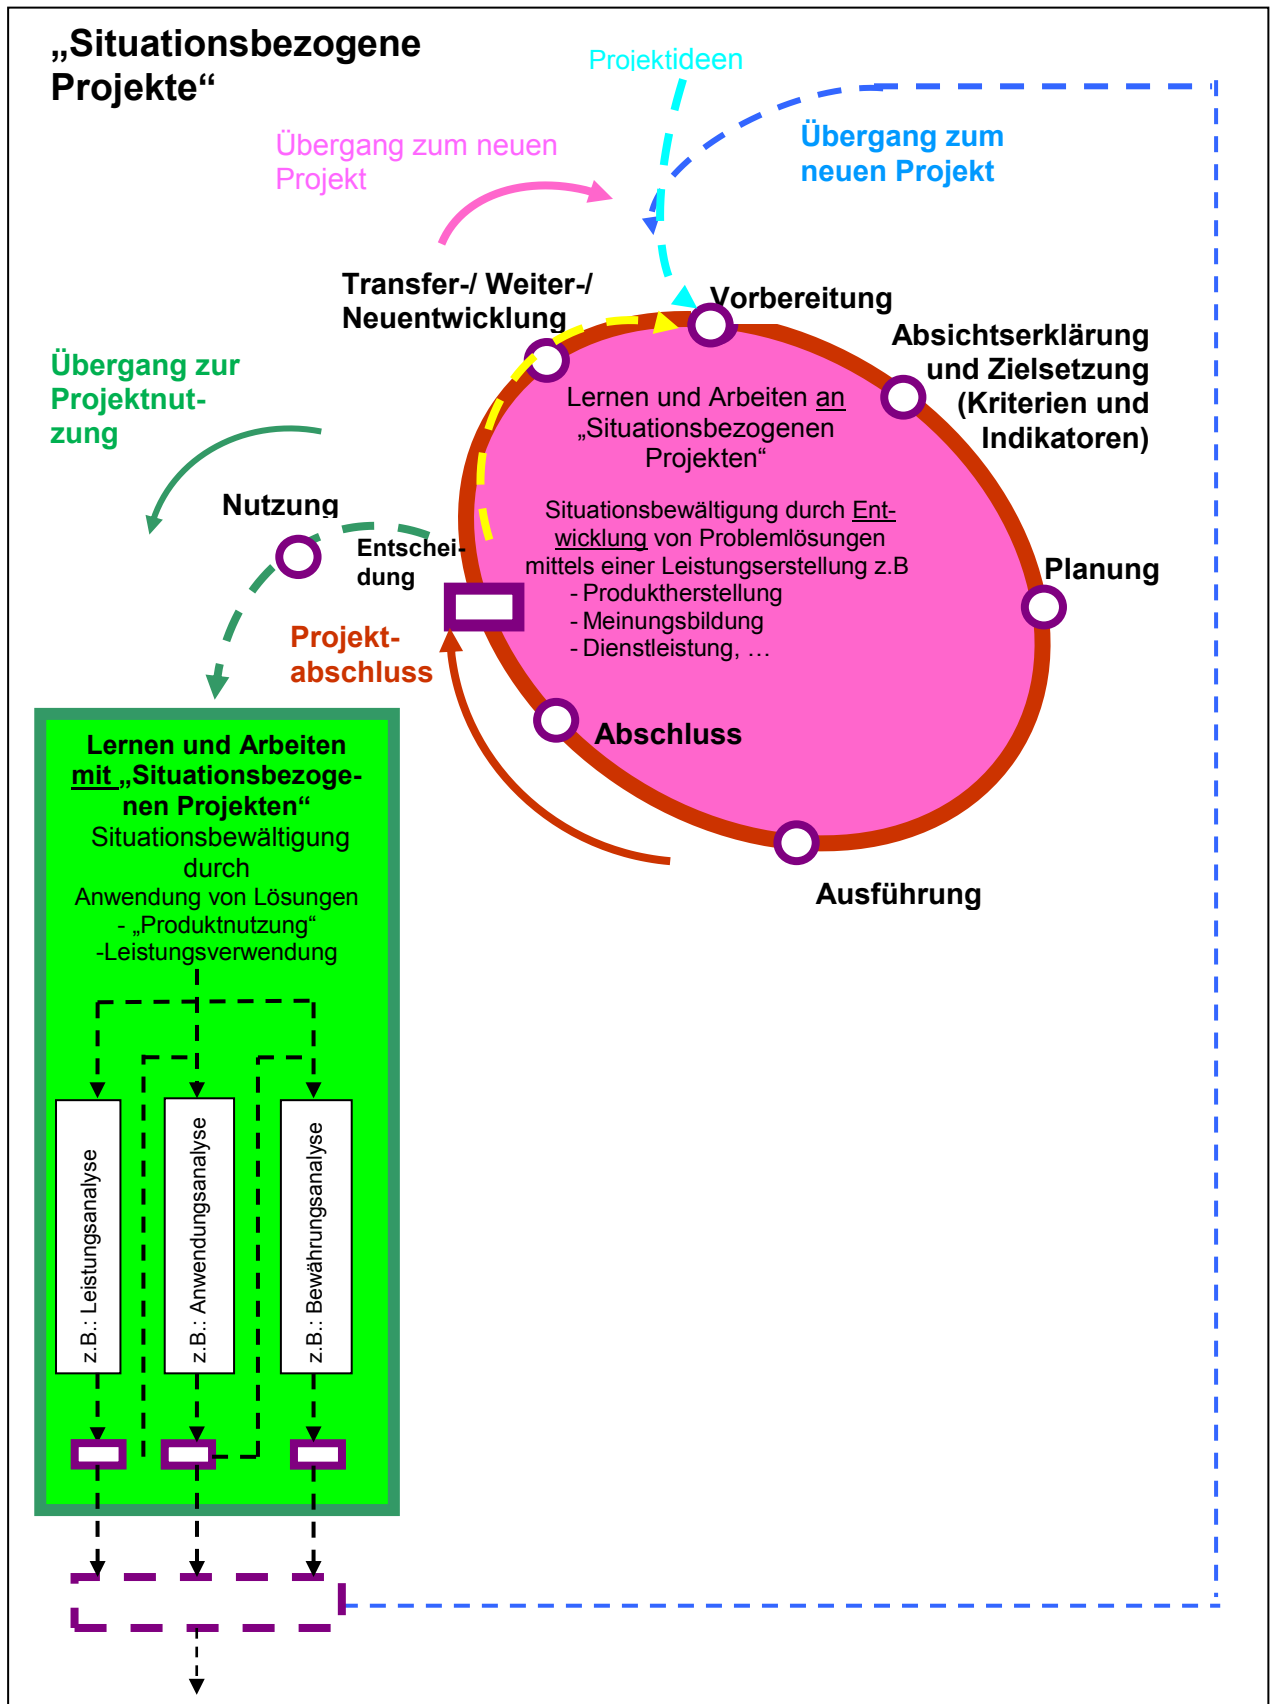 „Situationsbezogene
Projekte“
Projektideen
Übergang zum neuen
Projekt
Übergang zum
neuen Projekt
Transfer-/ Weiter-/
Neuentwicklung
Vorbereitung
Absichtserklärung
und Zielsetzung
(Kriterien und
Indikatoren)
Übergang zur
Projektnut-
zung
Lernen und Arbeiten an
„Situationsbezogenen
Projekten“
Nutzung
Entschei-
dung
Situationsbewältigung durch Ent-
wicklung von Problemlösungen
mittels einer Leistungserstellung z.B
- Produktherstellung
- Meinungsbildung
- Dienstleistung, …
Planung
Projekt-
abschluss
Abschluss
Ausführung
Lernen und Arbeiten
mit „Situationsbezoge-
nen Projekten“
Situationsbewältigung
durch
Anwendung von Lösungen
- „Produktnutzung“
-Leistungsverwendung
z.B.: Leistungsanalyse
z.B.: Anwendungsanalyse
z.B.: Bewährungsanalyse